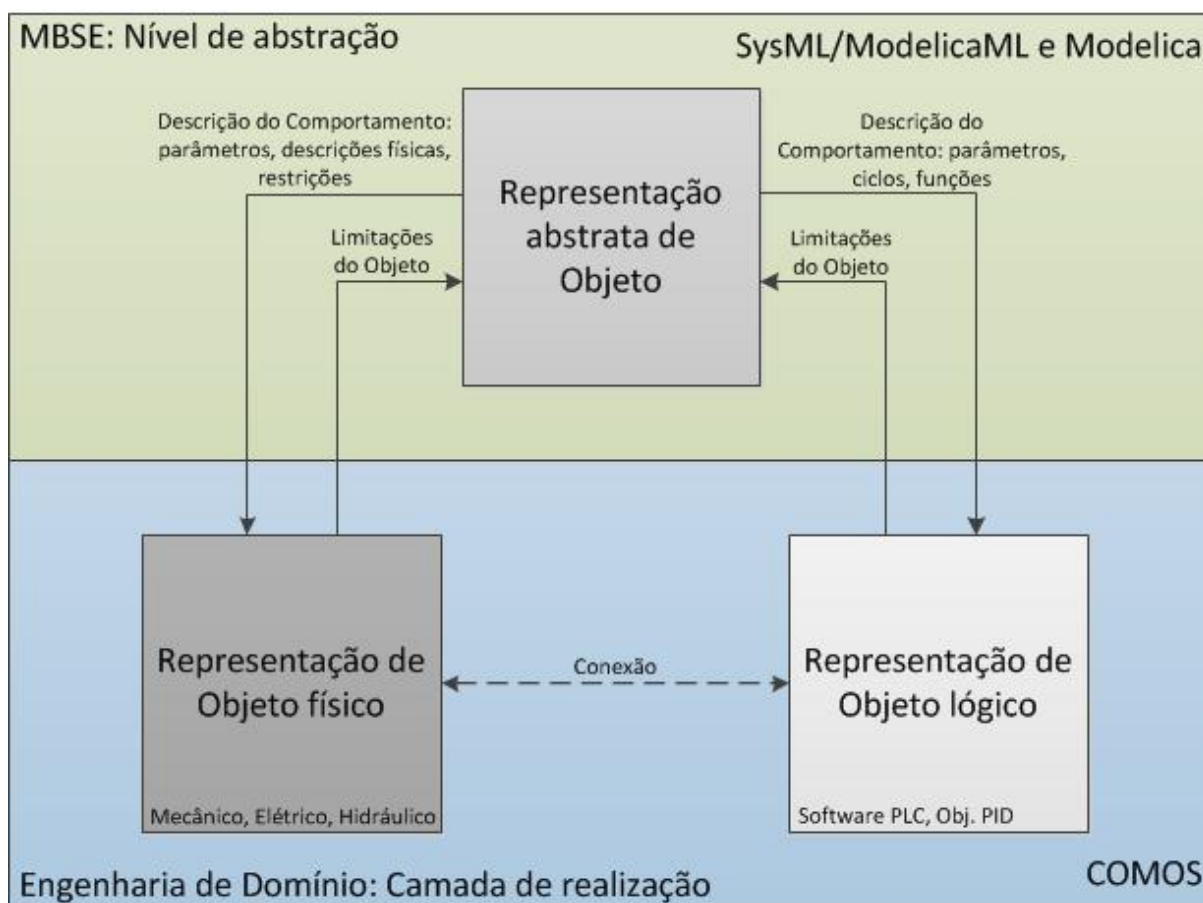 MBSE: Nível de abstração
SysML/ModelicaML e Modelica
Descrição do Comportamento:
parâmetros, descrições físicas,
restrições
Descrição do
Comportamento: parâmetros,
ciclos, funções
Representação
abstrata de
Objeto
Limitações
do Objeto
Limitações
do Objeto
Representação de
Objeto físico
Mecânico, Elétrico, Hidráulico
Conexão
Representação de
Objeto lógico
Software PLC, Obj. PID
Engenharia de Domínio: Camada de realização
COMOS